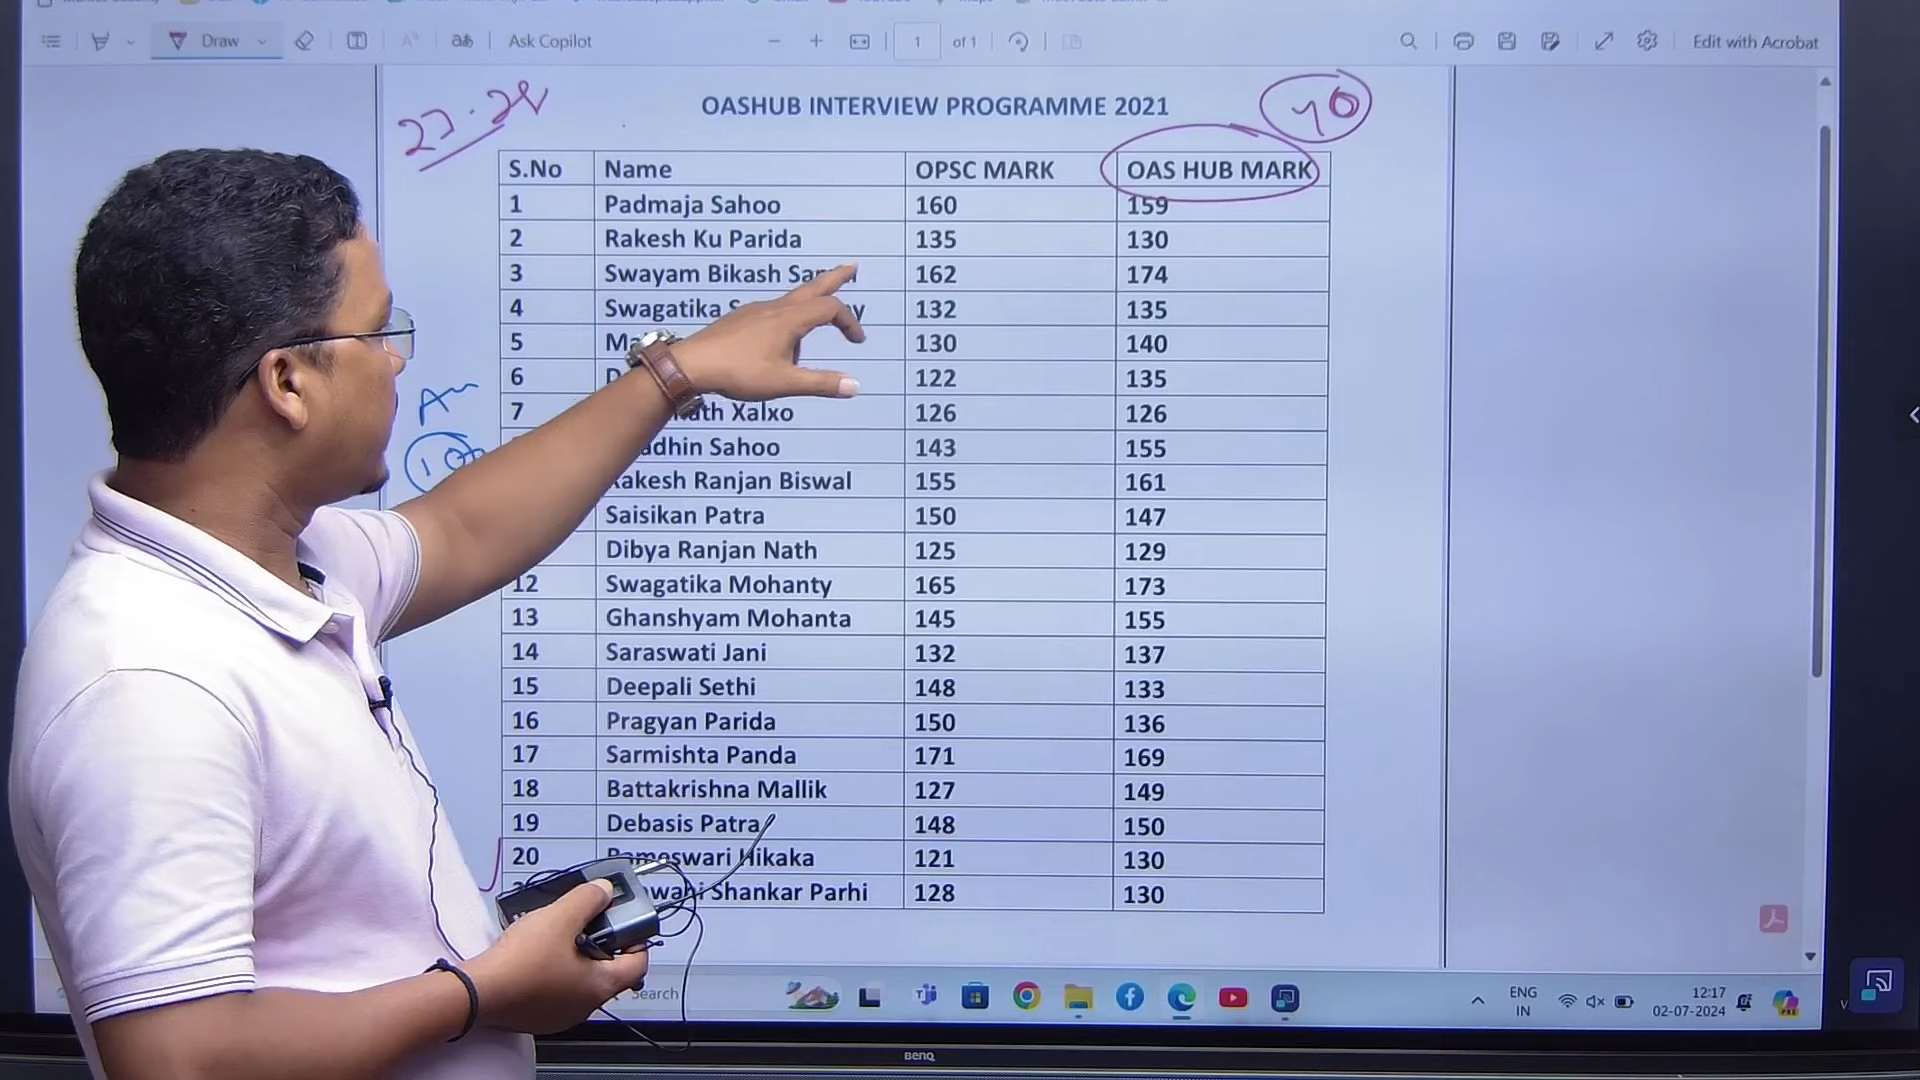 Draw
Ask Copilot
1 of 1
Edit with Acrobat
OASHUB INTERVIEW PROGRAMME 2021
S.No Name OPSC MARK OAS HUB MARK
1 Padmaja Sahoo 160 159
2 Rakesh Ku Parida 135 130
3 Swayam Bikash 162 174
4 Swagatika 132 135
5 130 140
6 122 135
7 Xalxo 126 126
Sahoo 143 155
Rakesh Ranjan Biswal 155 161
Saisikan Patra 150 147
Dibya Ranjan Nath 125 129
12 Swagatika Mohanty 165 173
13 Ghanshyam Mohanta 145 155
14 Saraswati Jani 132 137
15 Deepali Sethi 148 133
16 Pragyan Parida 150 136
17 Sarmishta Panda 171 169
18 Battakrishna Mallik 127 149
19 Debasis Patra 148 150
20 Hikaka 121 130
Shankar Parhi 128 130
Search
ENG
IN
12:17
02-07-2024
BenQ